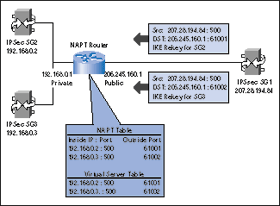 IPSec SG2
192.168.0.2
NAPT Router
192.168.0.1
Private
206.245.160.1
Public
Src: 207.28.194.84: 500
DST: 206.245.160.1:61001
IKE Rekey for SG2
Src: 207.28.194.84: 500
DST: 206.245.160.1:61002
IKE Rekey for SG3
IPSec SG1
207.28.194.84
IPSec SG3
192.168.0.3
NAPT Table
Inside IP : Port Outside Port
192.168.0.2 : 500 61001
192.168.0.3 : 500 61002
Virtual Server Table
192.168.0.2 : 500 61001
192.168.0.3. : 500 61002